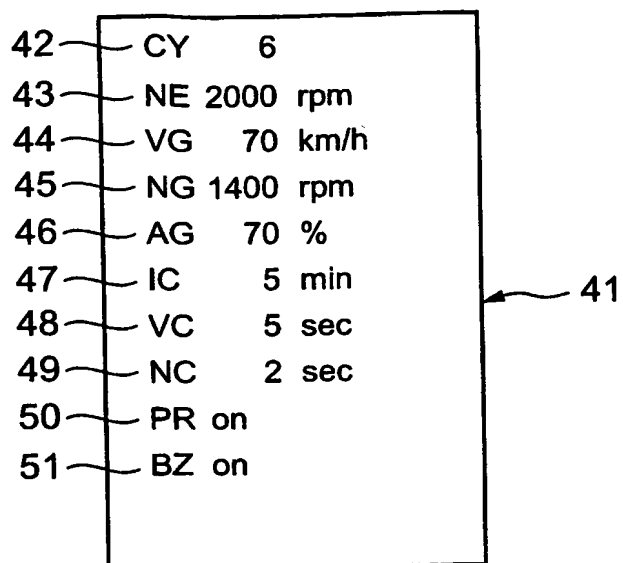 42 CY 6
43 NE 2000 rpm
44 VG 70 km/h
45 NG 1400 rpm
46 AG 70 %
47 IC 5 min
41
48 VC 5 sec
49 NC 2 sec
50 PR on
51 BZ on